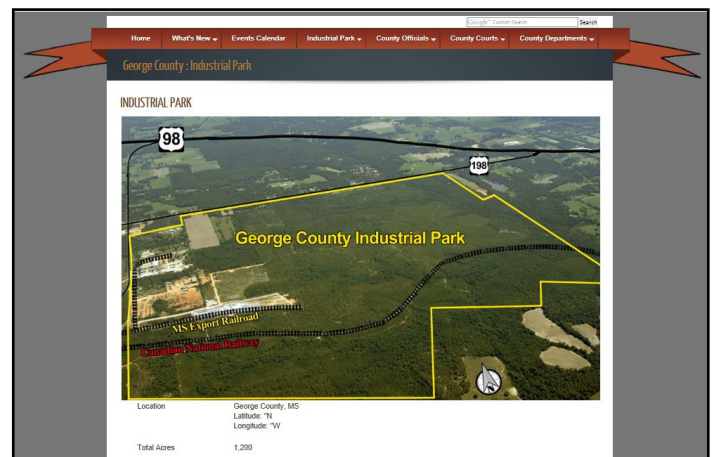 Google™ Custom Search Search
Home What's New Events Calendar Industrial Park County Officials County Courts County Departments
George County : Industrial Park
INDUSTRIAL PARK
98
198
George County Industrial Park
MS Export Railroad
Canadian National Railway
Location George County, MS
Latitude: "N
Longitude: "W
Total Acres 1,200